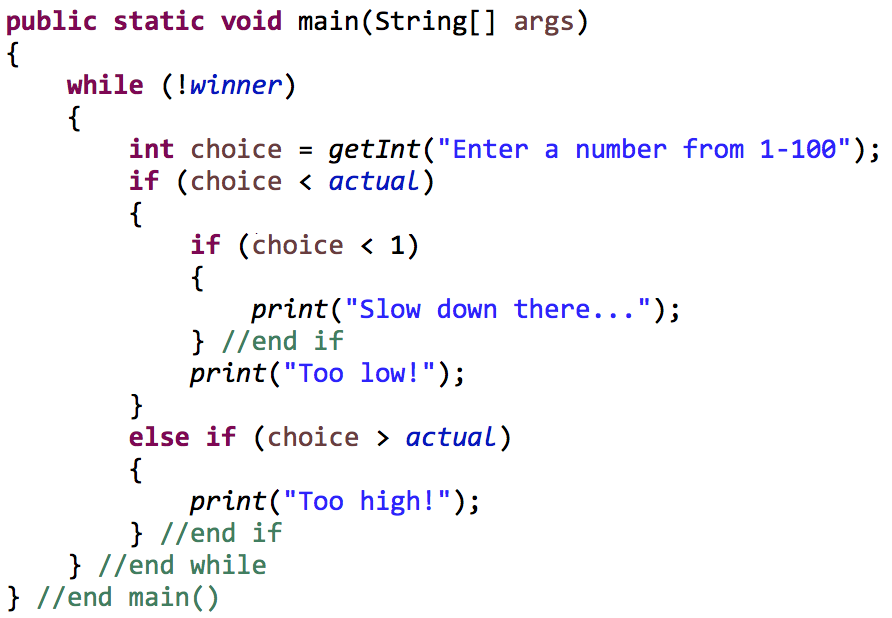 public static void main(String[] args)
{
    while (!winner)
    {
        int choice = getInt("Enter a number from 1-100");
        if (choice < actual)
        {
            if (choice < 1)
            {
                print("Slow down there...");
            } //end if
            print("Too low!");
        }
        else if (choice > actual)
        {
            print("Too high!");
        } //end if
    } //end while
} //end main()